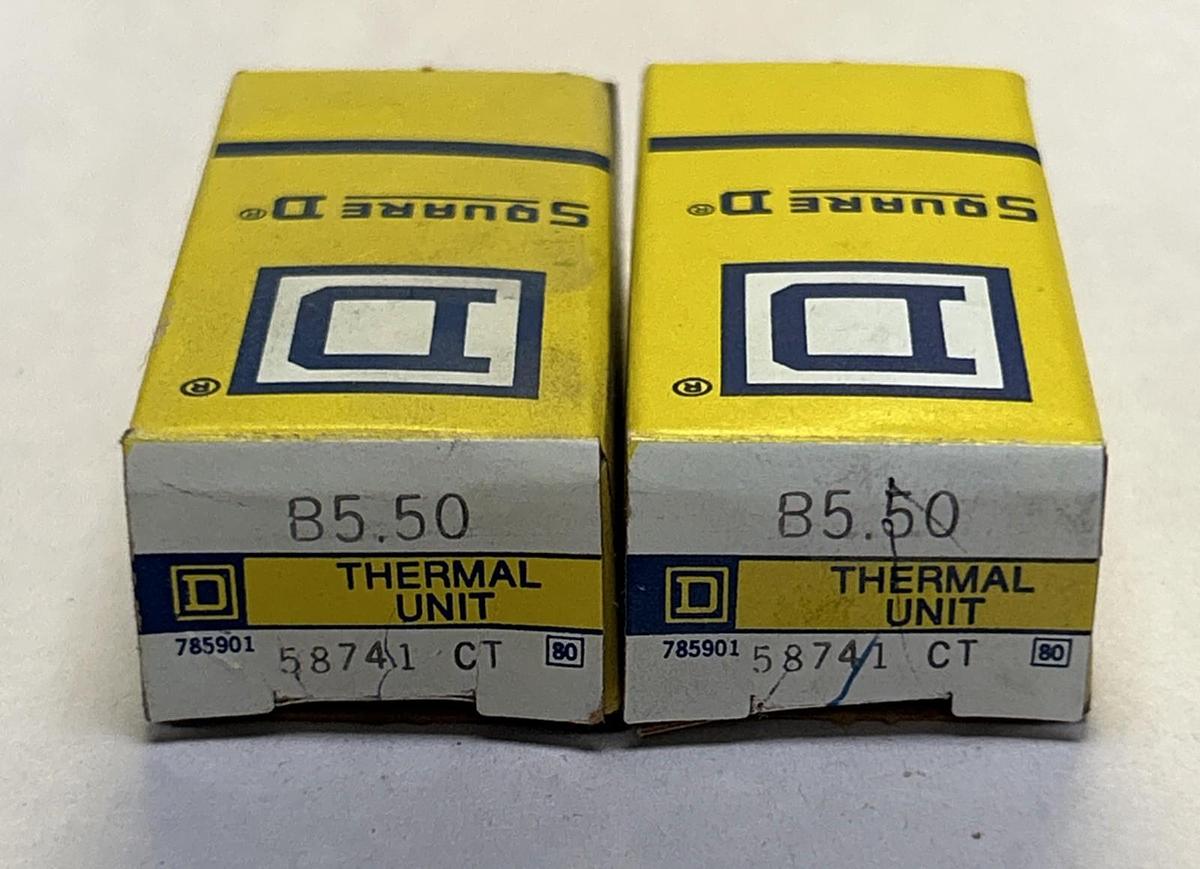 SQUARE D®
D
®
B5.50
D
THERMAL
UNIT
785901 58741 CT 80
SQUARE D®
D
®
B5.50
D
THERMAL
UNIT
785901 58741 CT 80